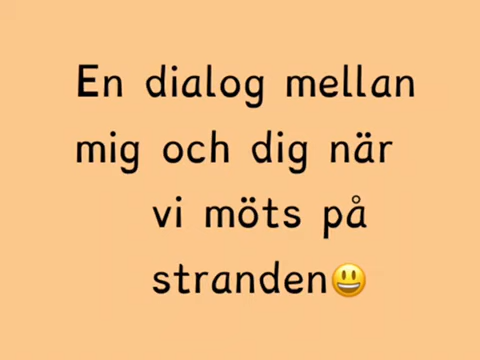 En dialog mellan
mig och dig när
vi möts på
stranden😃